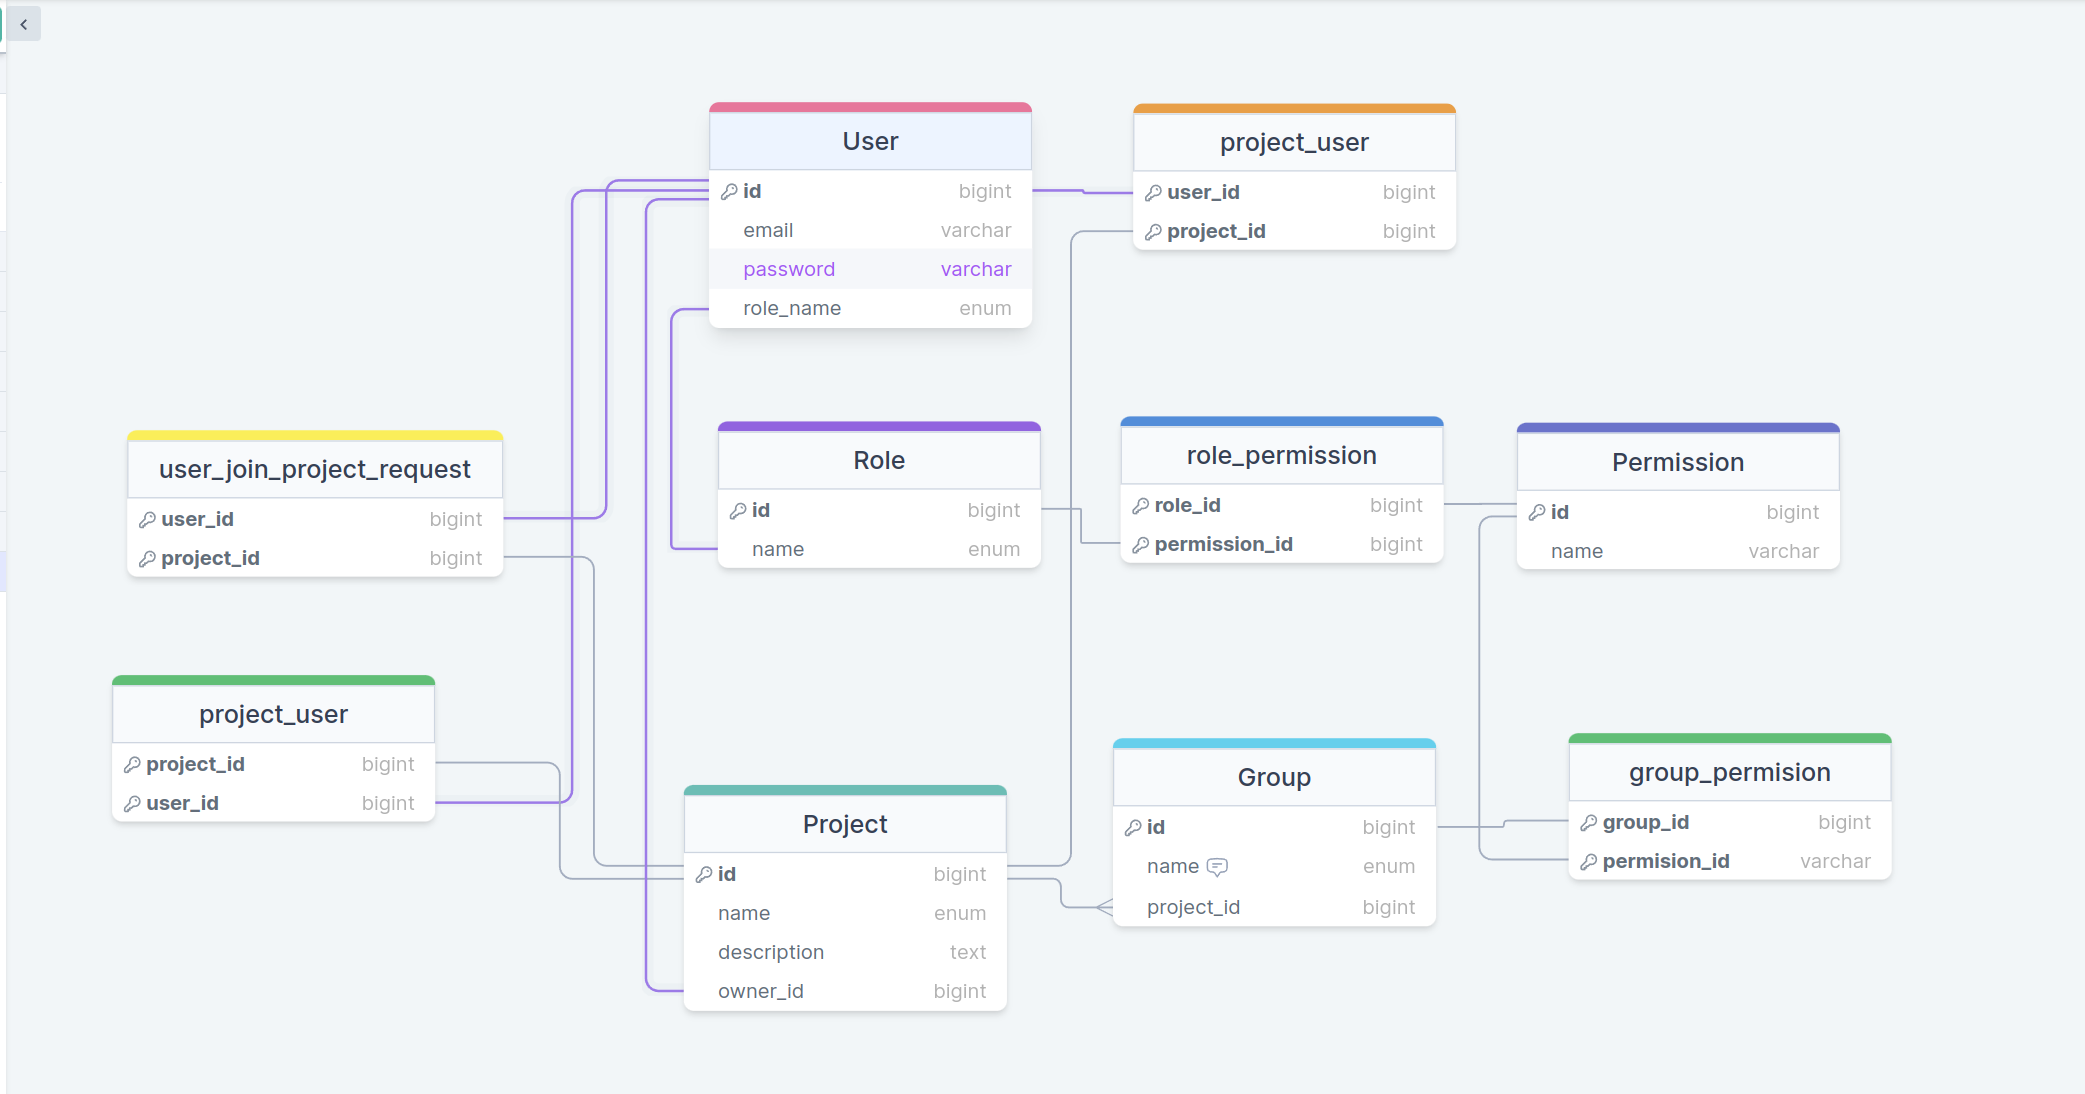 User
id bigint
email varchar
password varchar
role_name enum
project_user
user_id bigint
project_id bigint
user_join_project_request
user_id bigint
project_id bigint
Role
id bigint
name enum
role_permission
role_id bigint
permission_id bigint
Permission
id bigint
name varchar
project_user
project_id bigint
user_id bigint
Project
id bigint
name enum
description text
owner_id bigint
Group
id bigint
name enum
project_id bigint
group_permision
group_id bigint
permision_id varchar